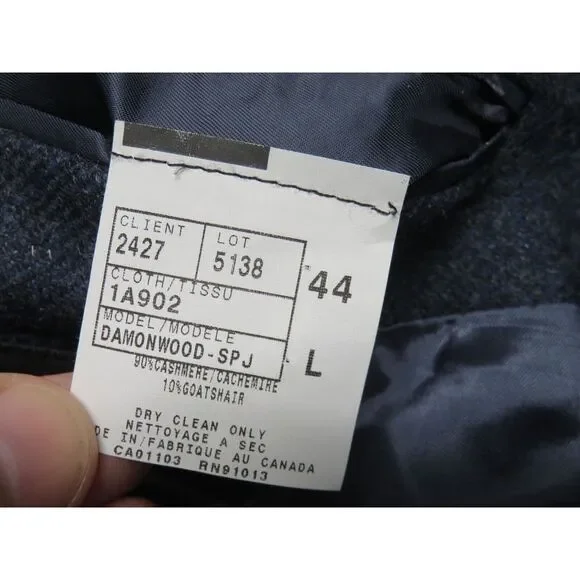 CLIENT LOT
2427 5138 44
CLOTH/TISSU
1A902
MODEL/MODELE
DAMONWOOD-SPJ L
90%CASHMERE/CACHEMIRE
10%GOATSHAIR
DRY CLEAN ONLY
NETTOYAGE A SEC
DE IN/FABRIQUE AU CANADA
CA01103 RN91013